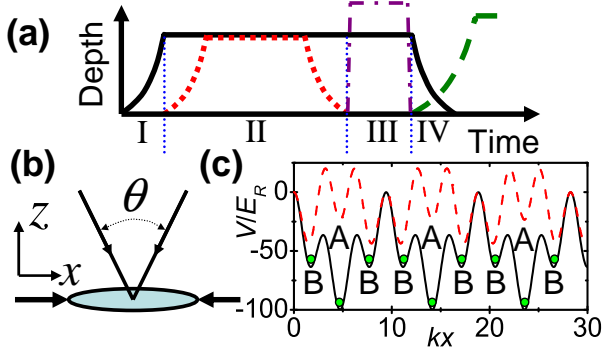 (a)
Depth
I II III IV
Time
(b)
θ
z
x
(c)
V/E_R
0
-50
-100
A A A
B B B B B B
0 10 20 30
kx